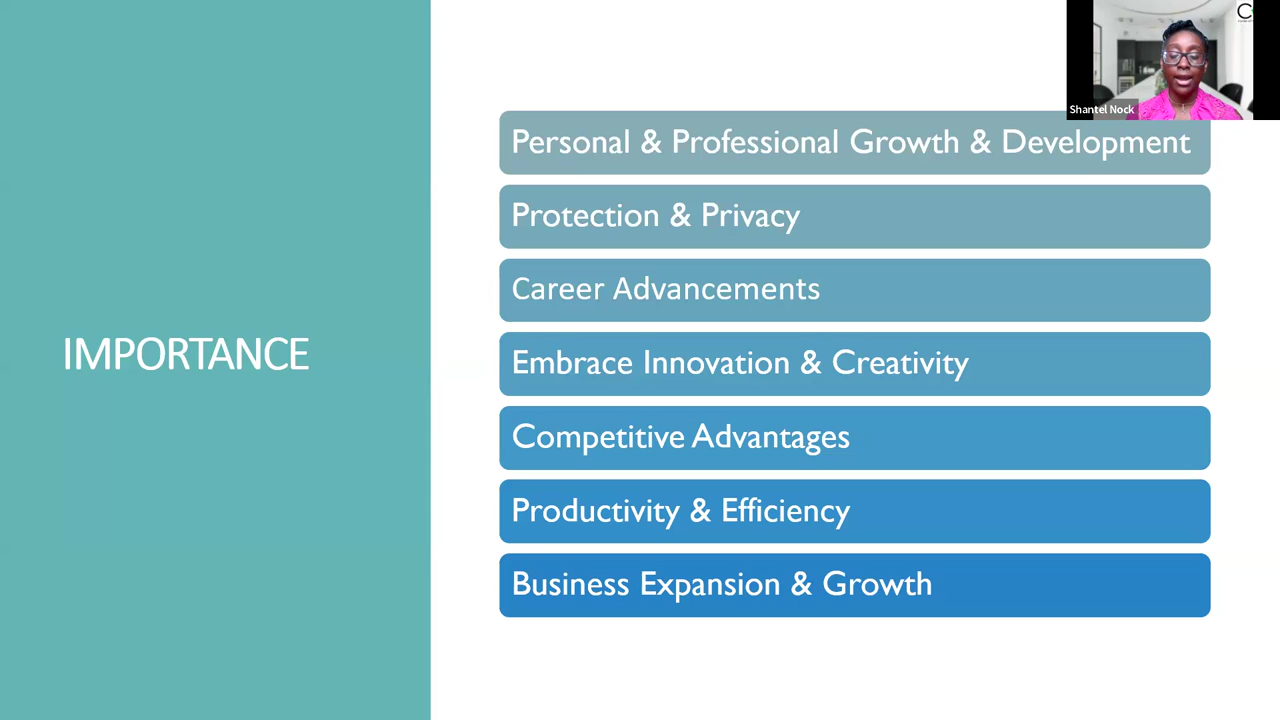 Shantel Nock
Personal & Professional Growth & Development
Protection & Privacy
Career Advancements
IMPORTANCE
Embrace Innovation & Creativity
Competitive Advantages
Productivity & Efficiency
Business Expansion & Growth